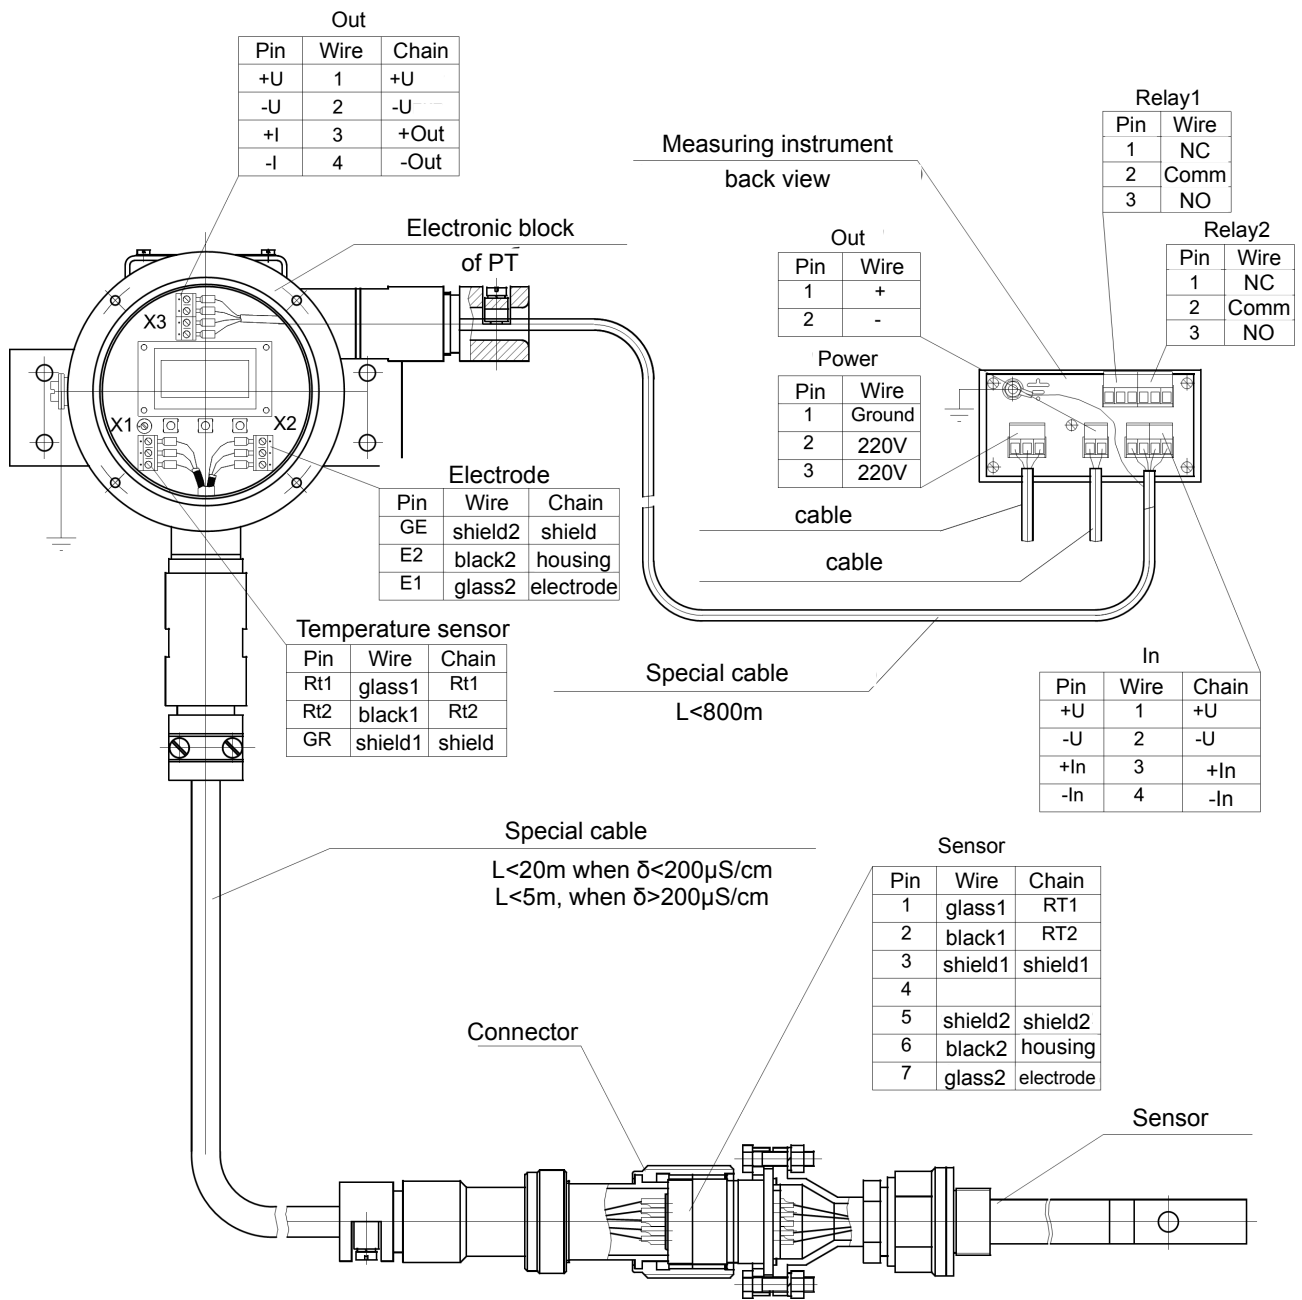 Out
Pin Wire Chain
+U 1 +U
-U 2 -U
+I 3 +Out
-I 4 -Out
Relay1
Pin Wire
1 NC
2 Comm
3 NO
Measuring instrument
back view
Relay2
Pin Wire
1 NC
2 Comm
3 NO
Electronic block
of PT
Out
Pin Wire
1 +
2 -
X3
Power
Pin Wire
1 Ground
2 220V
3 220V
X1
X2
Electrode
Pin Wire Chain
GE shield2 shield
E2 black2 housing
E1 glass2 electrode
cable
cable
Temperature sensor
Pin Wire Chain
Rt1 glass1 Rt1
Rt2 black1 Rt2
GR shield1 shield
Special cable
L<800m
In
Pin Wire Chain
+U 1 +U
-U 2 -U
+In 3 +In
-In 4 -In
Special cable
L<20m when δ<200µS/cm
L<5m, when δ>200µS/cm
Sensor
Pin Wire Chain
1 glass1 RT1
2 black1 RT2
3 shield1 shield1
4
5 shield2 shield2
6 black2 housing
7 glass2 electrode
Connector
Sensor